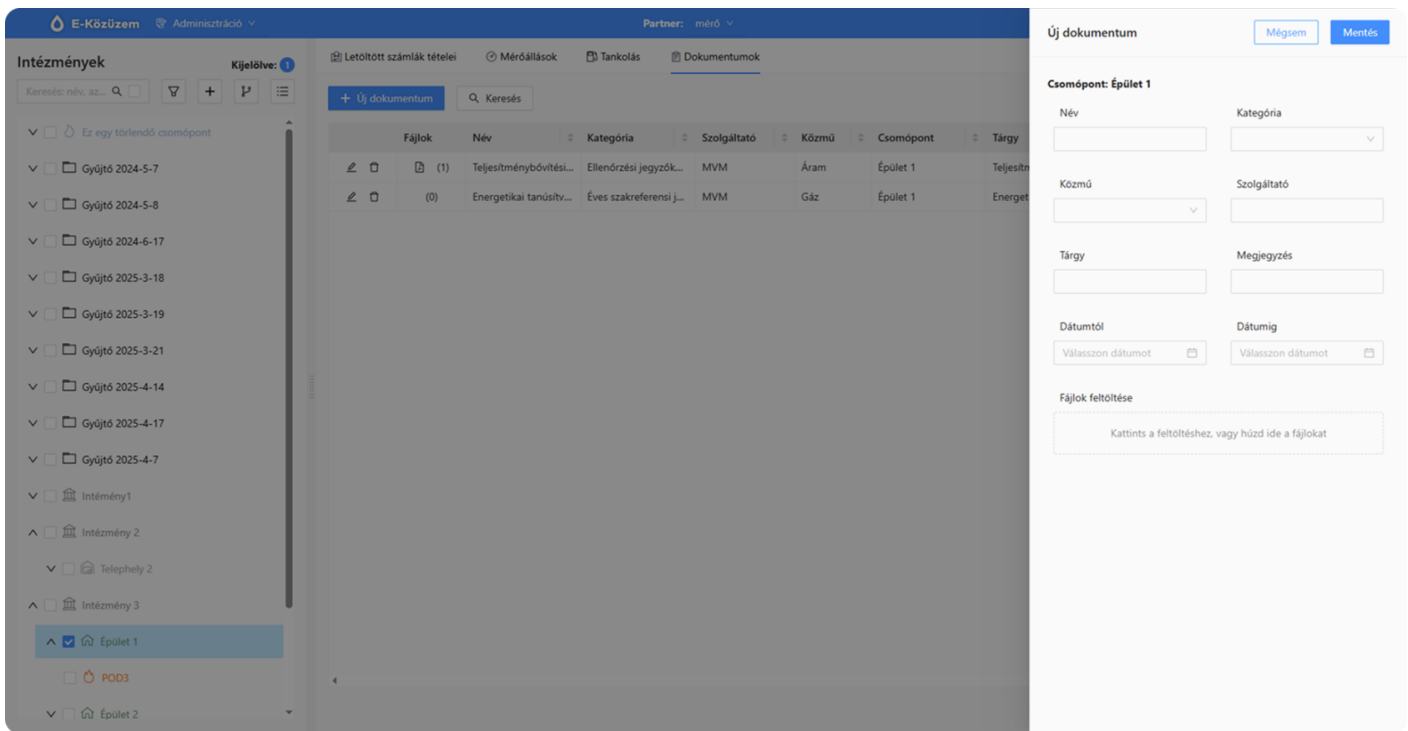 E-Közüzem Adminisztráció Partner: mérő
Intézmények Kijelölve: 1
Keresés: név, az...
Ez egy törlendő csomópont
Gyűjtő 2024-5-7
Gyűjtő 2024-5-8
Gyűjtő 2024-6-17
Gyűjtő 2025-3-18
Gyűjtő 2025-3-19
Gyűjtő 2025-3-21
Gyűjtő 2025-4-14
Gyűjtő 2025-4-17
Gyűjtő 2025-4-7
Intémény1
Intézmény 2
Telephely 2
Intézmény 3
Épület 1
POD3
Épület 2
Letöltött számlák tételei Mérőállások Tankolás Dokumentumok
Új dokumentum Keresés
Fájlok Név Kategória Szolgáltató Közmű Csomópont Tárgy
(1) Teljesítménybővítési... Ellenőrzési jegyzők... MVM Áram Épület 1 Teljesítm
(0) Energetikai tanúsítv... Éves szakreferensi j... MVM Gáz Épület 1 Energet
Új dokumentum Mégsem Mentés
Csomópont: Épület 1
Név Kategória
Közmű Szolgáltató
Tárgy Megjegyzés
Dátumtól Dátumig
Válasszon dátumot Válasszon dátumot
Fájlok feltöltése
Kattints a feltöltéshez, vagy húzd ide a fájlokat